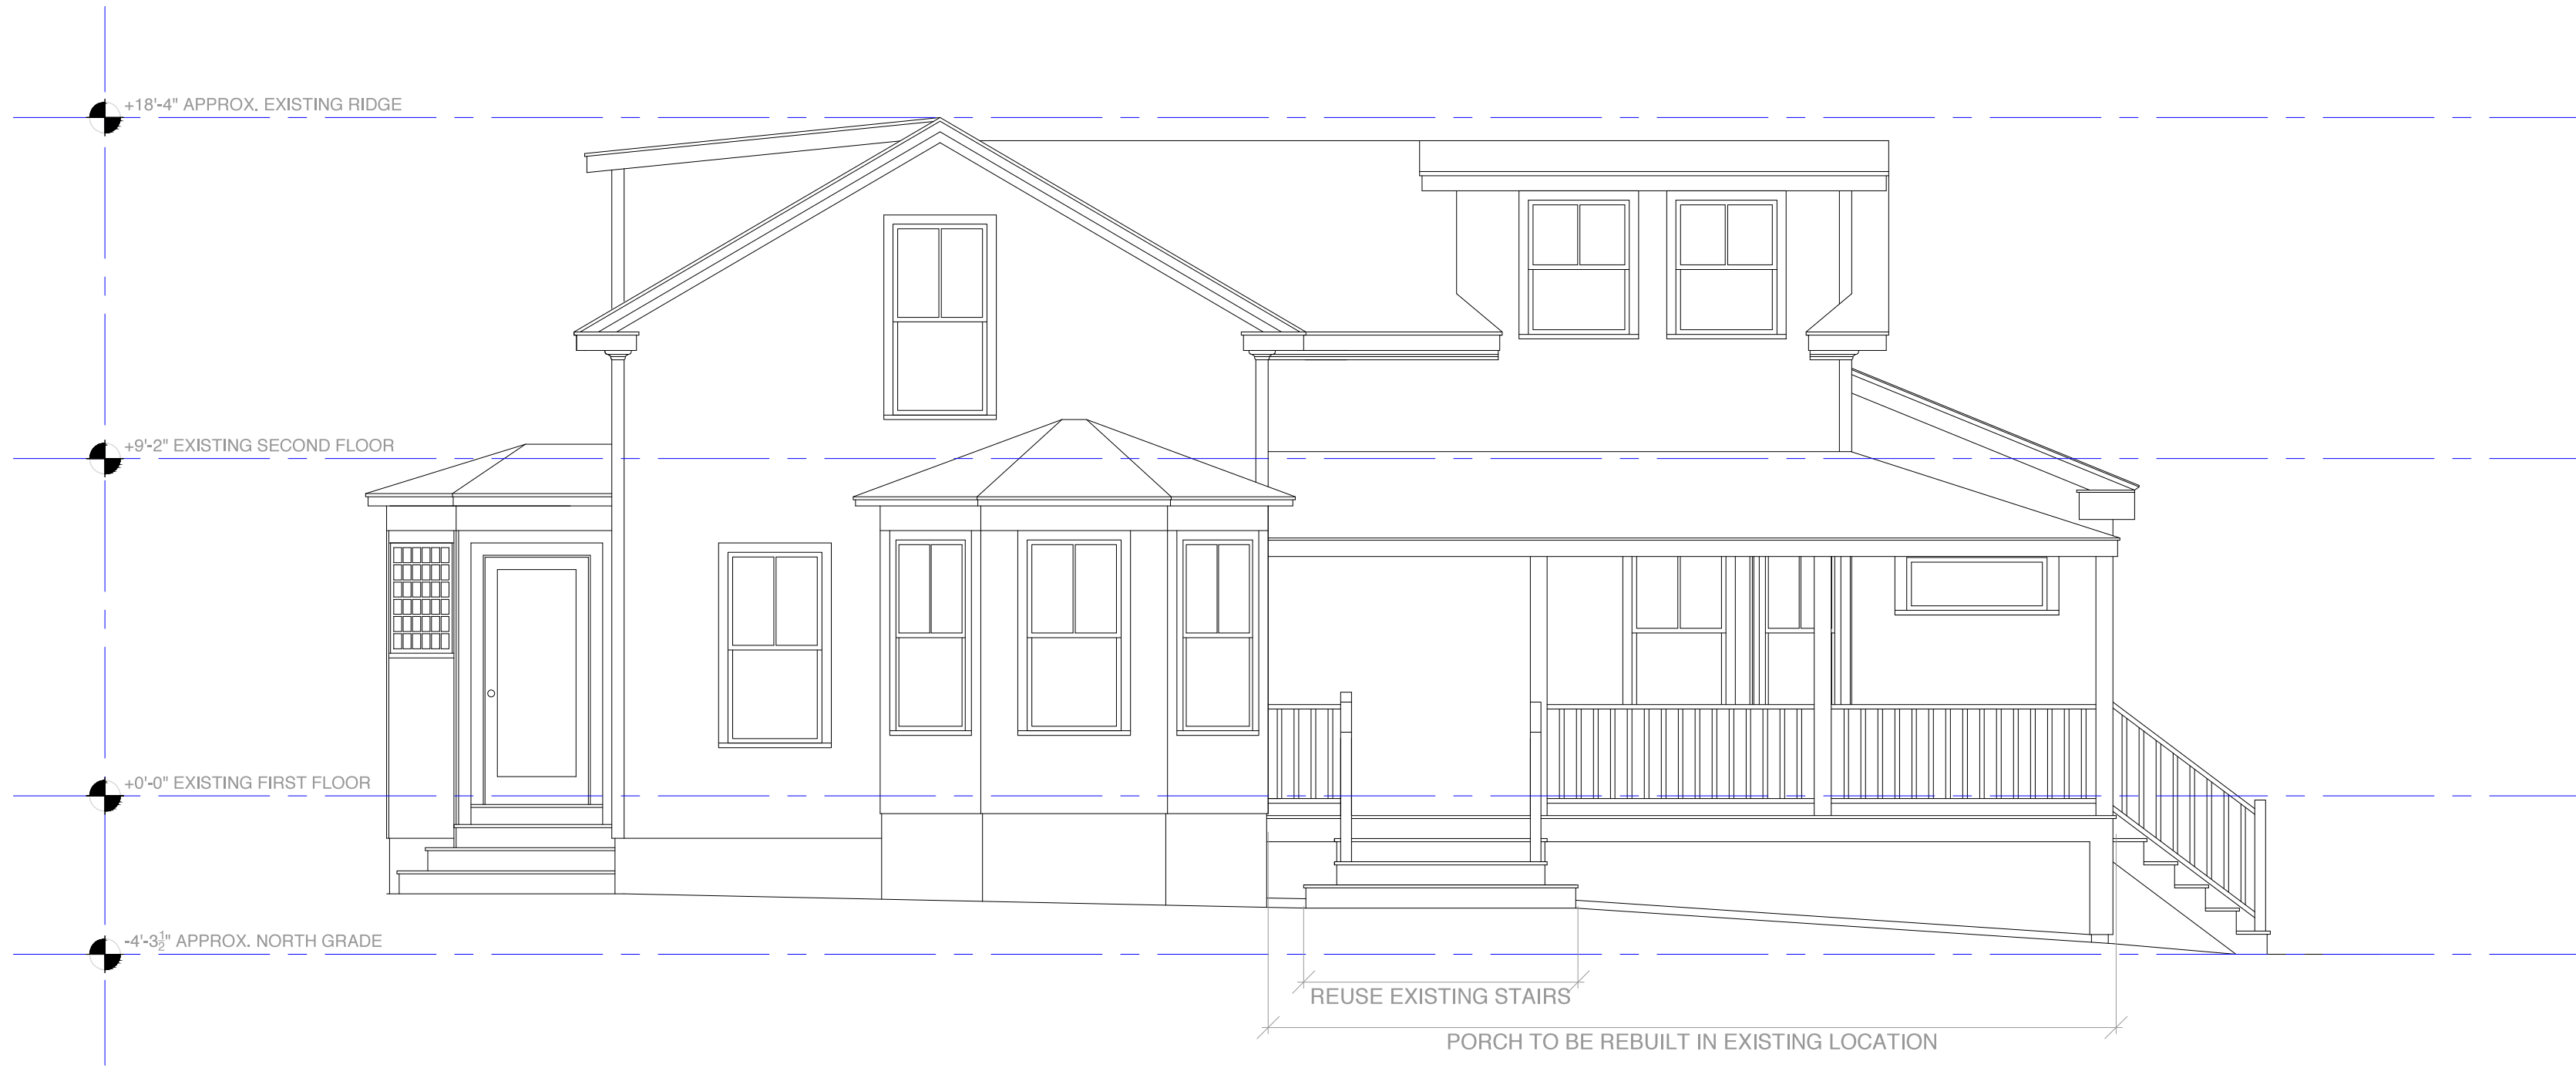 +18'-4" APPROX. EXISTING RIDGE
+9'-2" EXISTING SECOND FLOOR
+0'-0" EXISTING FIRST FLOOR
-4'-3½" APPROX. NORTH GRADE
REUSE EXISTING STAIRS
PORCH TO BE REBUILT IN EXISTING LOCATION